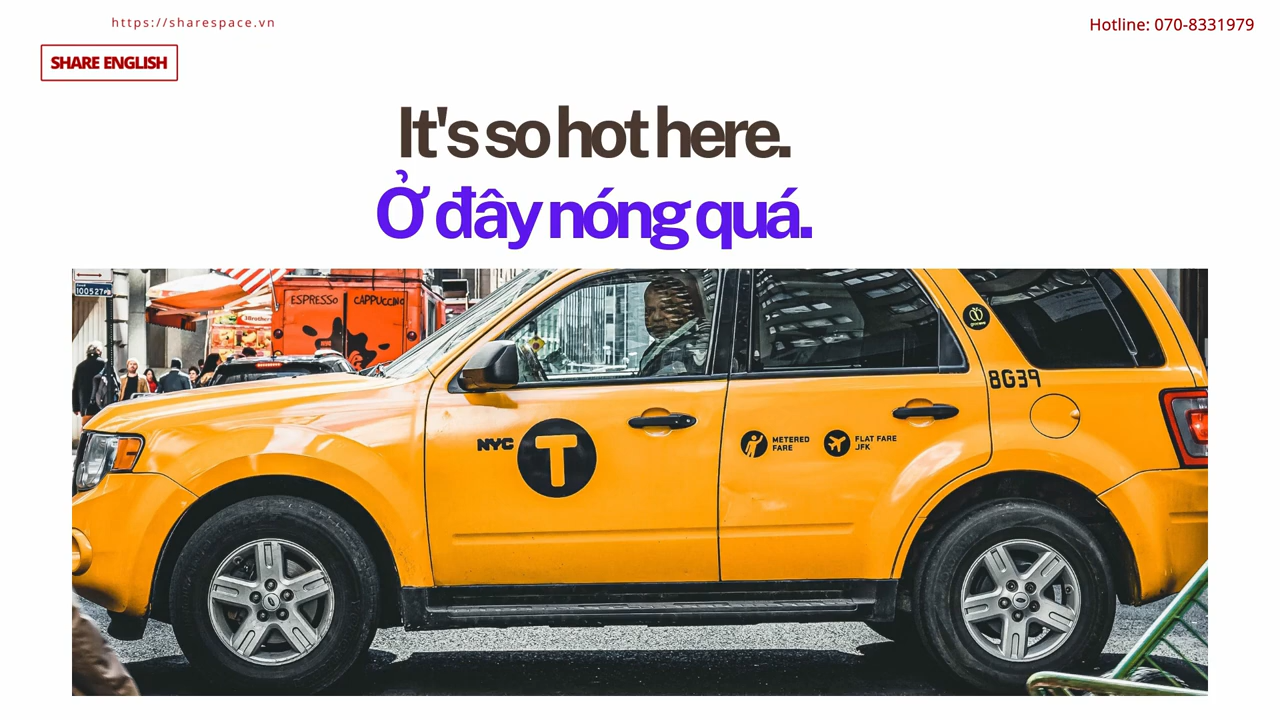 https://sharespace.vn
Hotline: 070-8331979
SHARE ENGLISH
It's so hot here.
Ở đây nóng quá.
100527P
ESPRESSO CAPPUCCINO
8G39
NYC T
METERED
FARE
FLAT FARE
JFK